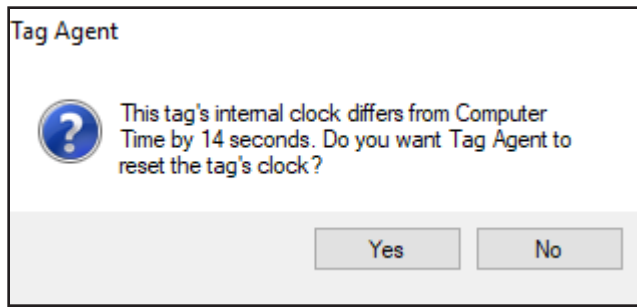 Tag Agent
This tag's internal clock differs from Computer
Time by 14 seconds. Do you want Tag Agent to
reset the tag's clock?
Yes
No